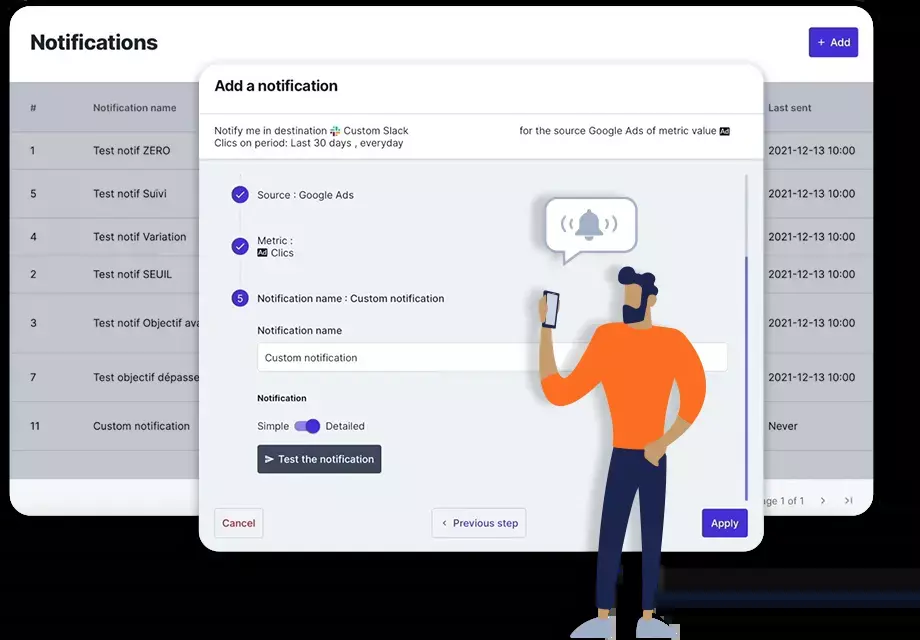 Notifications
+ Add
# Notification name Last sent
1 Test notif ZERO 2021-12-13 10:00
5 Test notif Suivi 2021-12-13 10:00
4 Test notif Variation 2021-12-13 10:00
2 Test notif SEUIL 2021-12-13 10:00
3 Test notif Objectif 2021-12-13 10:00
7 Test objectif dépasse 2021-12-13 10:00
11 Custom notification Never
1 of 1
Add a notification
Notify me in destination Custom Slack for the source Google Ads of metric value Ad
Clics on period: Last 30 days , everyday
Source : Google Ads
Metric :
Ad Clics
5 Notification name : Custom notification
Notification name
Custom notification
Notification
Simple Detailed
Test the notification
Cancel
Previous step
Apply